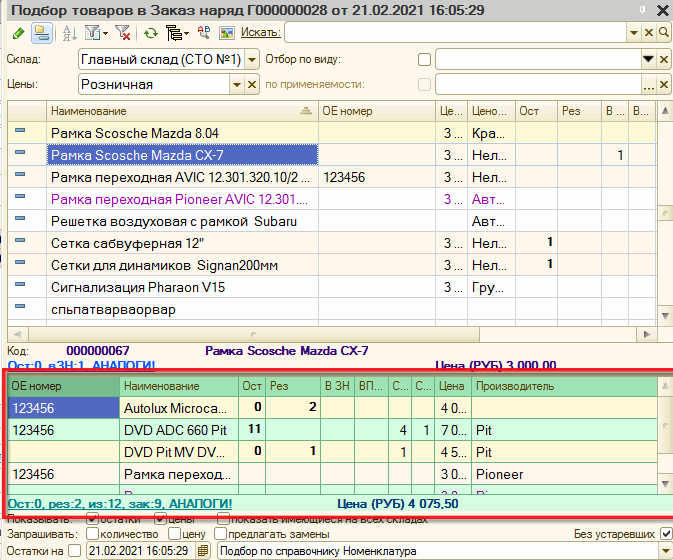 Подбор товаров в Заказ наряд Г000000028 от 21.02.2021 16:05:29
Искать:
Склад: Главный склад (СТО №1) Отбор по виду:
Цены: Розничная по применяемости:
Наименование ОЕ номер Це... Цено... Ост Рез В ... В...
Рамка Scosche Mazda 8.04 3 ... Кра...
Рамка Scosche Mazda CX-7 3 ... Нел... 1
Рамка переходная AVIC 12.301.320.10/2 ... 123456 3 ... Нел...
Рамка переходная Pioneer AVIC 12.301.... 3 ... Авт...
Решетка воздуховая с рамкой Subaru Авт...
Сетка сабвуферная 12" 3 ... Нел... 1
Сетки для динамиков Signan200мм 3 ... Нел... 1
Сигнализация Pharaon V15 3 ... Гру...
спьпатварваорвар
Код: 000000067 Рамка Scosche Mazda CX-7
Ост:0, вЗН:1, АНАЛОГИ! Цена (РУБ) 3 000,00
ОЕ номер Наименование Ост Рез В ЗН ВП... С... С... Цена Производитель
123456 Autolux Microca... 0 2 4 0...
123456 DVD ADC 660 Pit 11 4 1 7 0... Pit
DVD Pit MV DV... 0 1 1 4 5... Pit
123456 Рамка переход... 3 0... Pioneer
Ост:0, рез:2, из:12, зак:9, АНАЛОГИ! Цена (РУБ) 4 075,50
Показывать: остатки цены показать имеющиеся на всех складах
Запрашивать: количество цену предлагать замены Без устаревших
Остатки на 21.02.2021 16:05:29 Подбор по справочнику Номенклатура